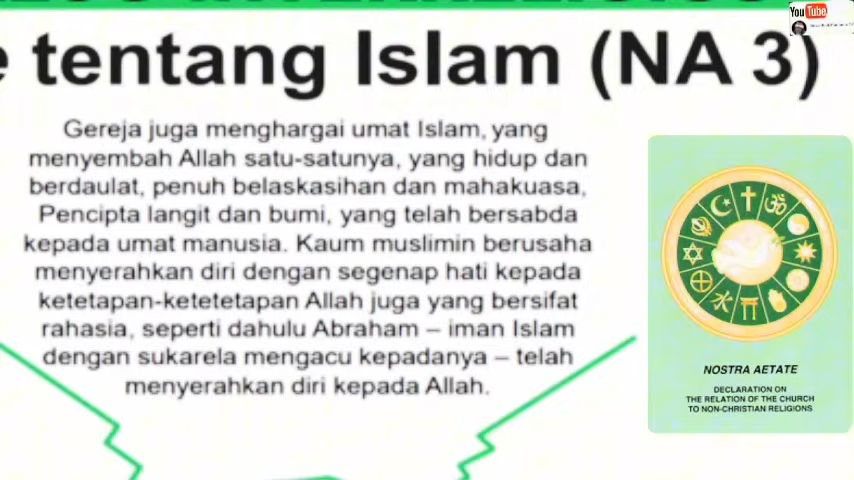 e tentang Islam (NA 3)
Gereja juga menghargai umat Islam, yang
menyembah Allah satu-satunya, yang hidup dan
berdaulat, penuh belaskasihan dan mahakuasa,
Pencipta langit dan bumi, yang telah bersabda
kepada umat manusia. Kaum muslimin berusaha
menyerahkan diri dengan segenap hati kepada
ketetapan-ketetetapan Allah juga yang bersifat
rahasia, seperti dahulu Abraham – iman Islam
dengan sukarela mengacu kepadanya – telah
menyerahkan diri kepada Allah.
YouTube
NOSTRA AETATE
DECLARATION ON
THE RELATION OF THE CHURCH
TO NON-CHRISTIAN RELIGIONS